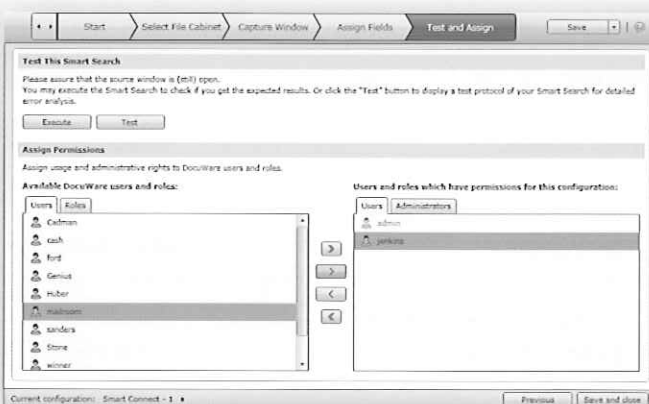 Start Select File Cabinet Capture Window Assign Fields Test and Assign Save
Test This Smart Search
Please assure that the source window is (still) open.
You may execute the Smart Search to check if you get the expected results. Or click the "Test" button to display a test protocol of your Smart Search for detailed
error analysis.
Execute Test
Assign Permissions
Assign usage and administrative rights to DocuWare users and roles.
Available DocuWare users and roles: Users and roles which have permissions for this configuration:
Users Roles Users Administrators
Cadman
cash
ford
Genius
Huber
mailroom
sanders
Stone
winner
admin
jenkins
Current configuration: Smart Connect - 1 Previous Save and close